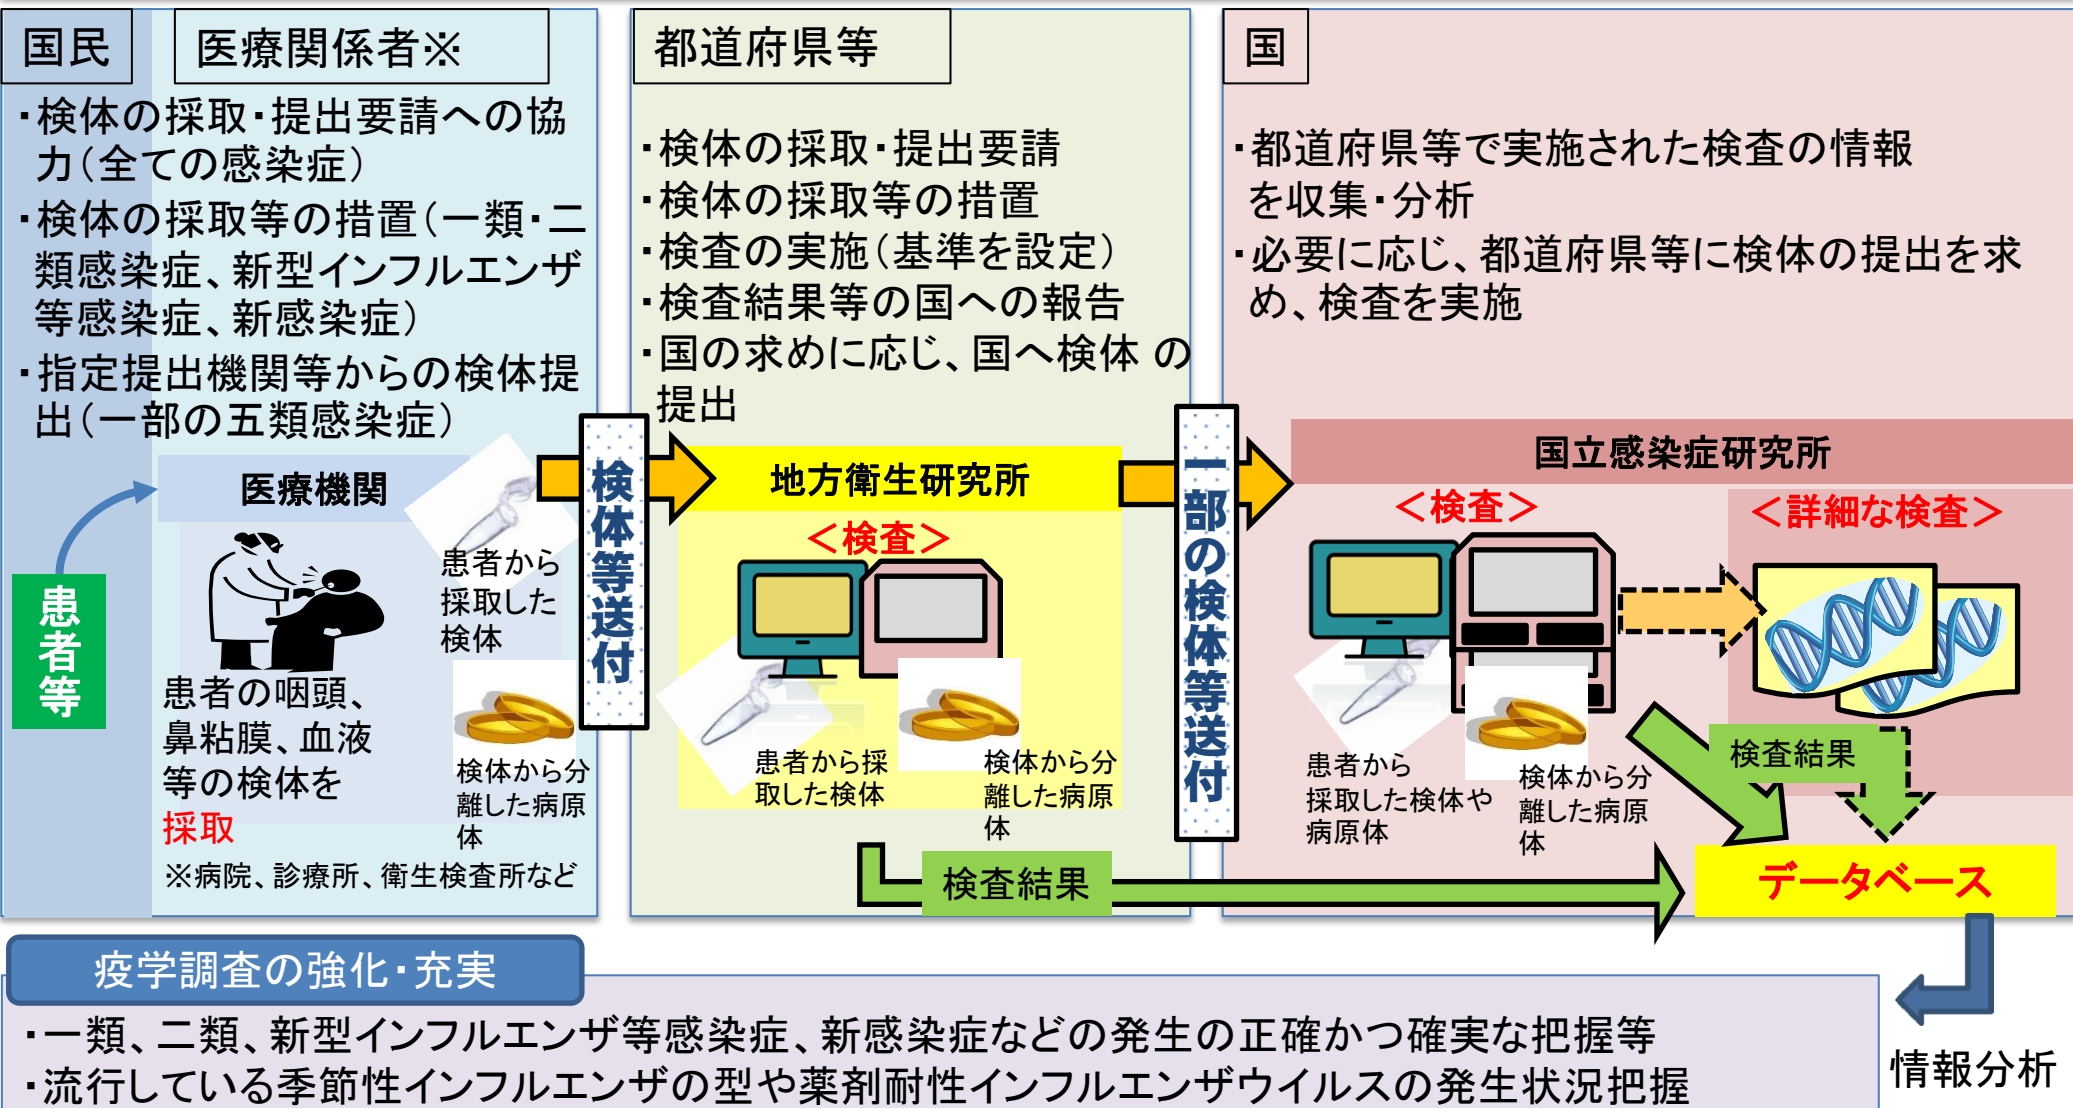 国民
医療関係者※
・検体の採取・提出要請への協
力(全ての感染症)
・検体の採取等の措置(一類・二
類感染症、新型インフルエンザ
等感染症、新感染症)
・指定提出機関等からの検体提
出(一部の五類感染症)
医療機関
患者等
患者から
採取した
検体
患者の咽頭、
鼻粘膜、血液
等の検体を
採取
検体から分
離した病原
体
※病院、診療所、衛生検査所など
検体等送付
都道府県等
・検体の採取・提出要請
・検体の採取等の措置
・検査の実施(基準を設定)
・検査結果等の国への報告
・国の求めに応じ、国へ検体 の
提出
地方衛生研究所
<検査>
患者から採
取した検体
検体から分
離した病原
体
検査結果
一部の検体等送付
国
・都道府県等で実施された検査の情報
を収集・分析
・必要に応じ、都道府県等に検体の提出を求
め、検査を実施
国立感染症研究所
<検査>
<詳細な検査>
患者から
採取した検体や
病原体
検体から分
離した病原
体
検査結果
データベース
情報分析
疫学調査の強化・充実
・一類、二類、新型インフルエンザ等感染症、新感染症などの発生の正確かつ確実な把握等
・流行している季節性インフルエンザの型や薬剤耐性インフルエンザウイルスの発生状況把握